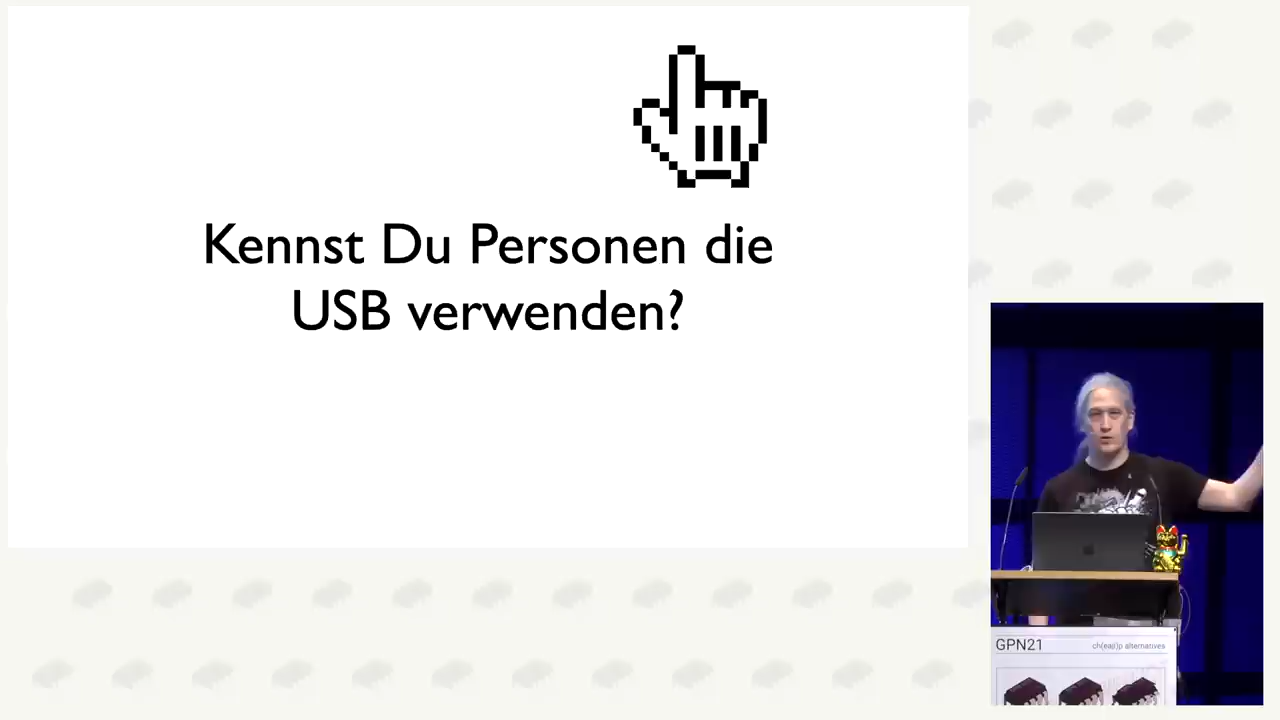 Kennst Du Personen die
USB verwenden?
GPN21
ch(ea|i)p alternatives